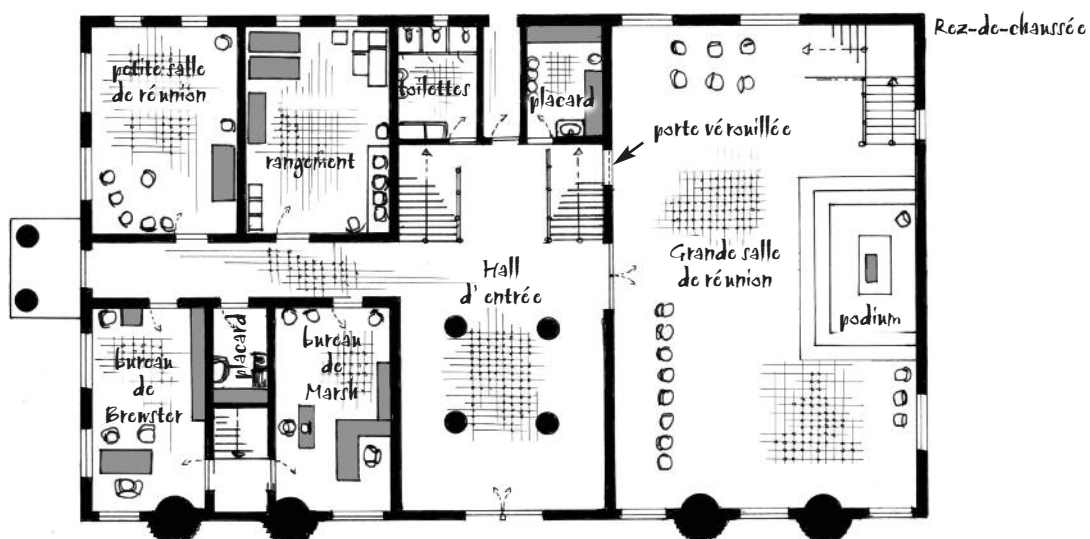 Rez-de-chaussée
petite salle
de réunion
rangement
toilettes
placard
porte vérouillée
Grande salle
de réunion
podium
Hall
d'entrée
bureau
de
Brewster
placard
bureau
de
Marsh